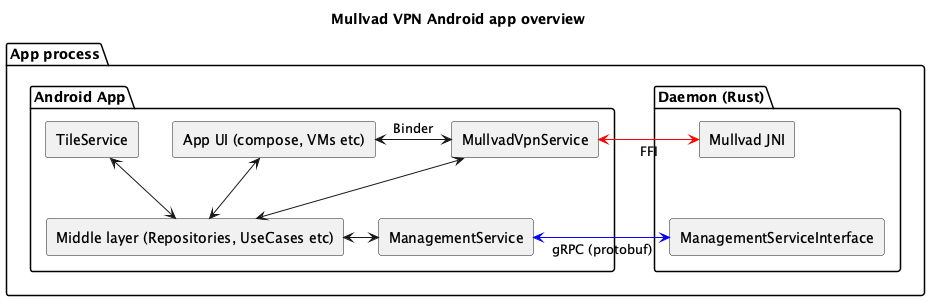 Mullvad VPN Android app overview
App process
Android App
Daemon (Rust)
TileService
App UI (compose, VMs etc)
Binder
MullvadVpnService
FFI
Mullvad JNI
Middle layer (Repositories, UseCases etc)
ManagementService
gRPC (protobuf)
ManagementServiceInterface